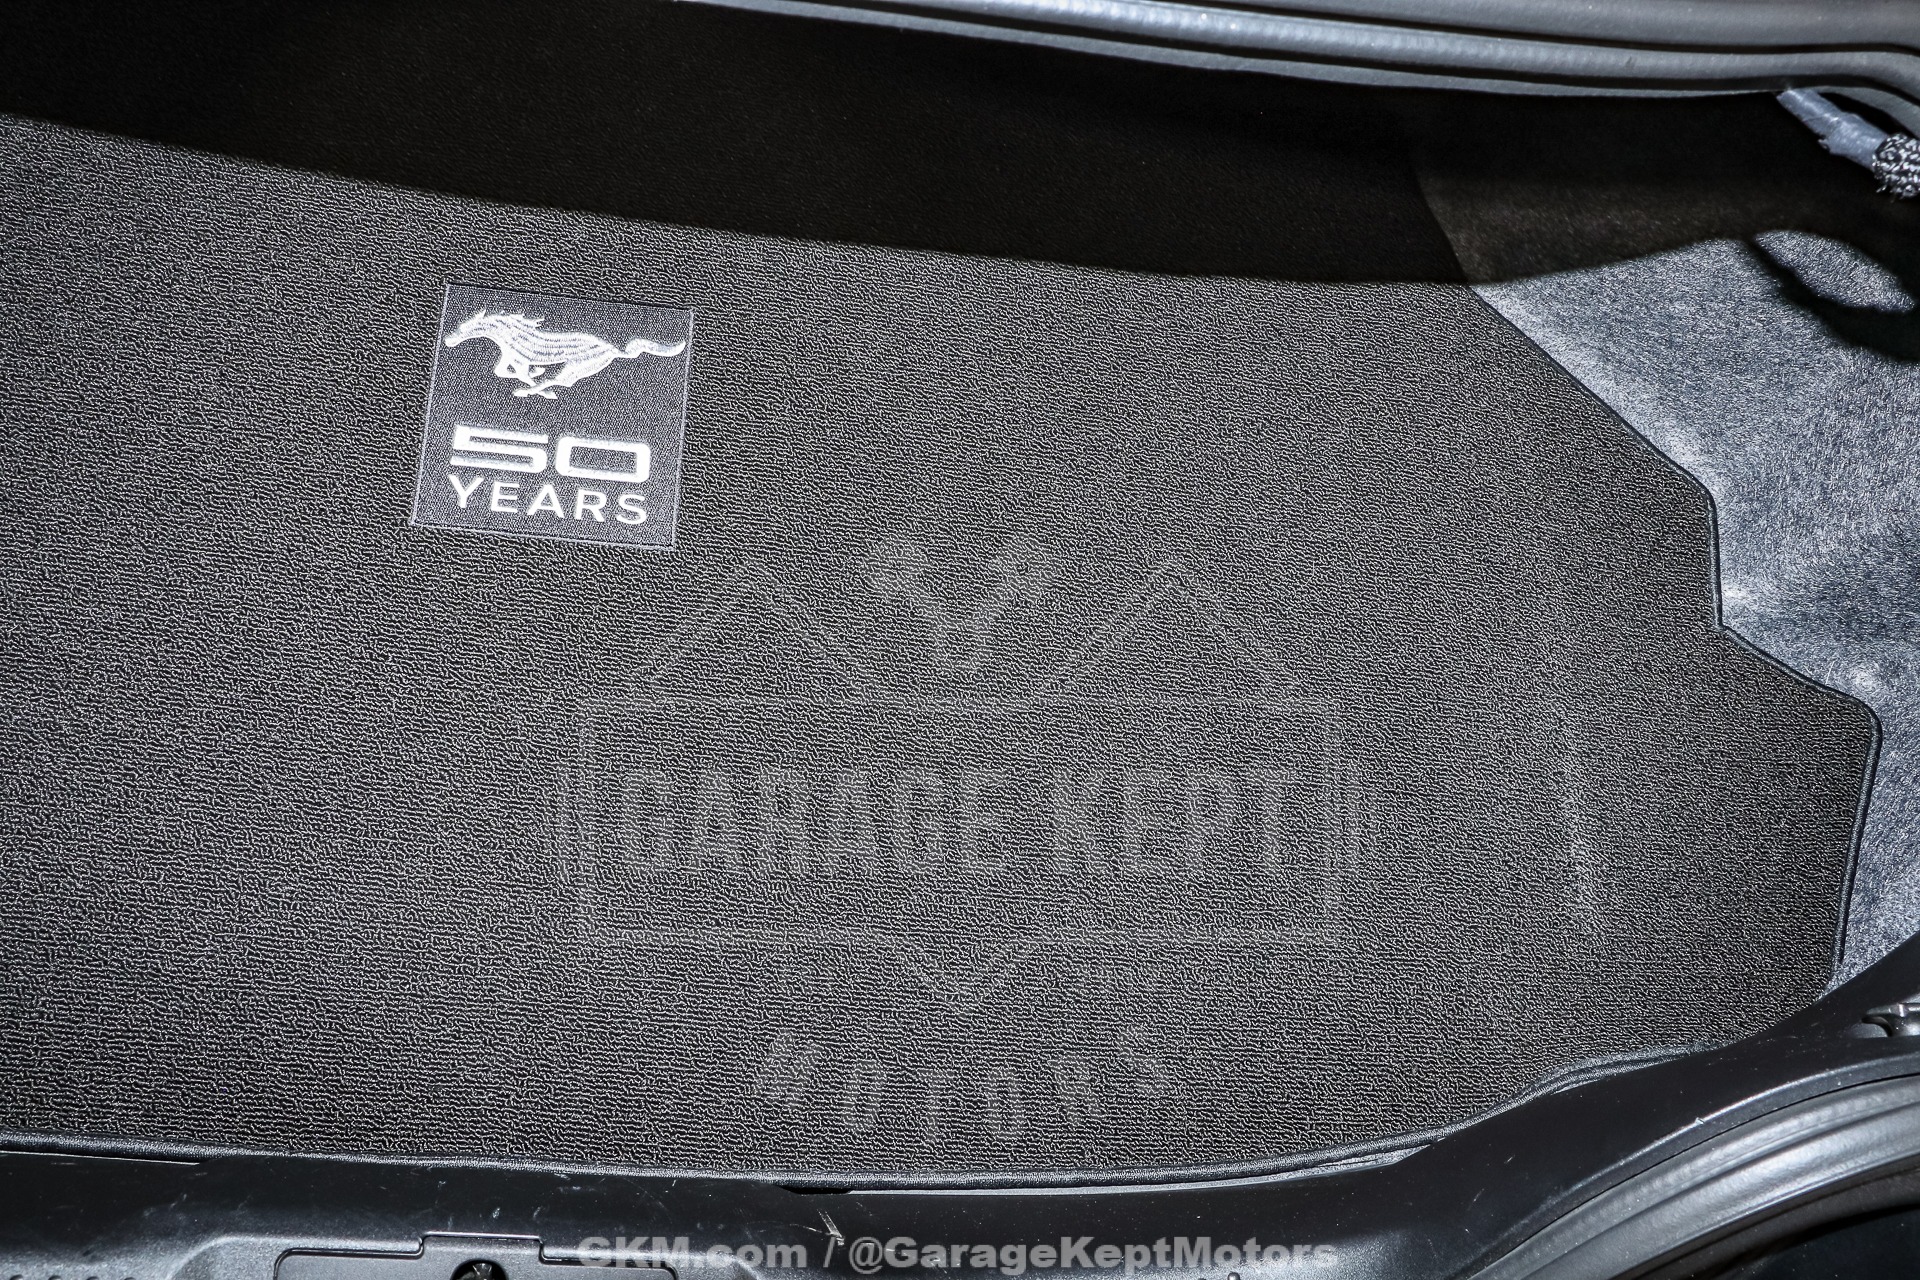 50
YEARS
GARAGE KEPT
MOTORS
GKM.com / @GarageKeptMotors